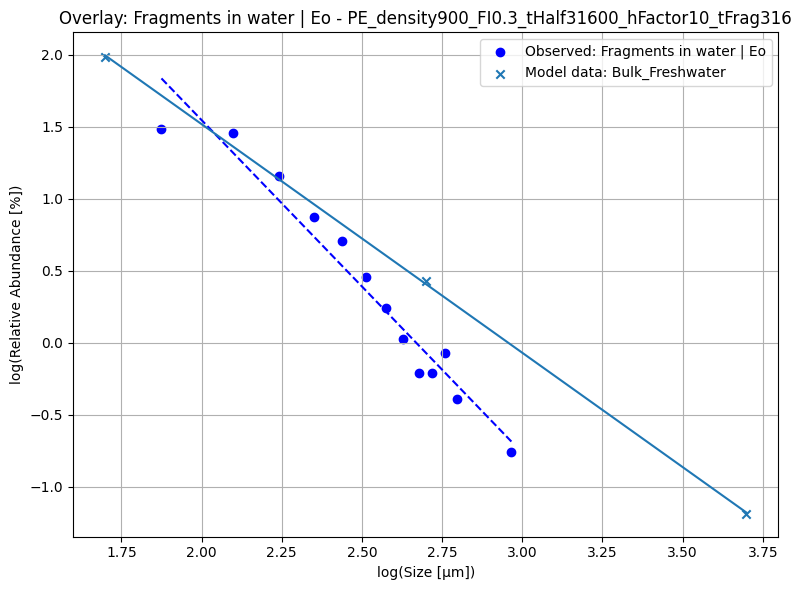 Overlay: Fragments in water | Eo - PE_density900_FI0.3_tHalf31600_hFactor10_tFrag316
Observed: Fragments in water | Eo
Model data: Bulk_Freshwater
log(Relative Abundance [%])
2.0
1.5
1.0
0.5
0.0
−0.5
−1.0
1.75 2.00 2.25 2.50 2.75 3.00 3.25 3.50 3.75
log(Size [µm])